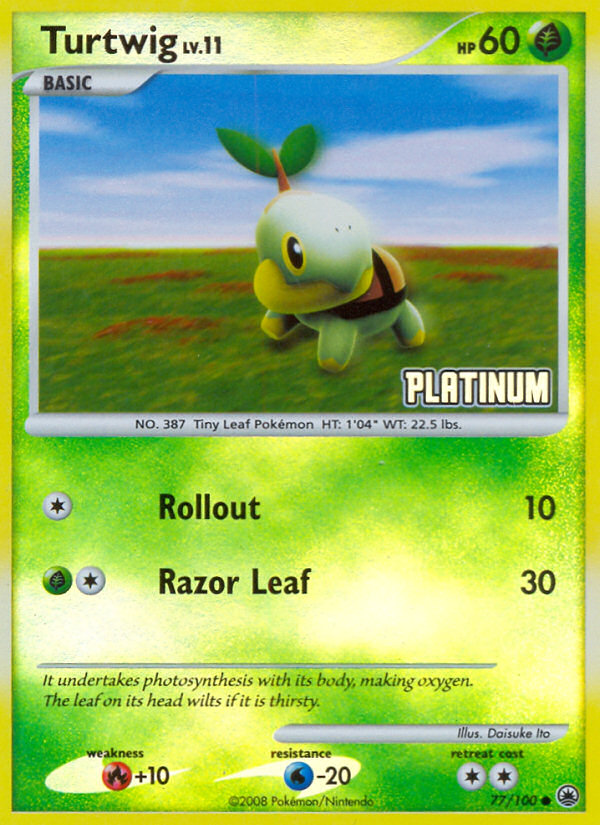 Turtwig LV.11
HP 60
BASIC
PLATINUM
NO. 387 Tiny Leaf Pokémon HT: 1'04" WT: 22.5 lbs.
Rollout 10
Razor Leaf 30
It undertakes photosynthesis with its body, making oxygen.
The leaf on its head wilts if it is thirsty.
Illus. Daisuke Ito
weakness resistance retreat cost
+10 -20
©2008 Pokémon/Nintendo 77/100